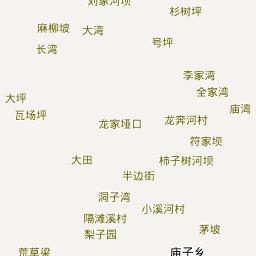 刘家河坝
杉树坪
麻柳坡
大湾
号坪
长湾
李家湾
全家湾
大坪
庙湾
瓦场坪
龙家垭口
龙奔河村
符家坝
大田
柿子树河坝
半边街
洞子湾
小溪河村
隔滩溪村
茅坡
梨子园
荒草梁
庙子乡